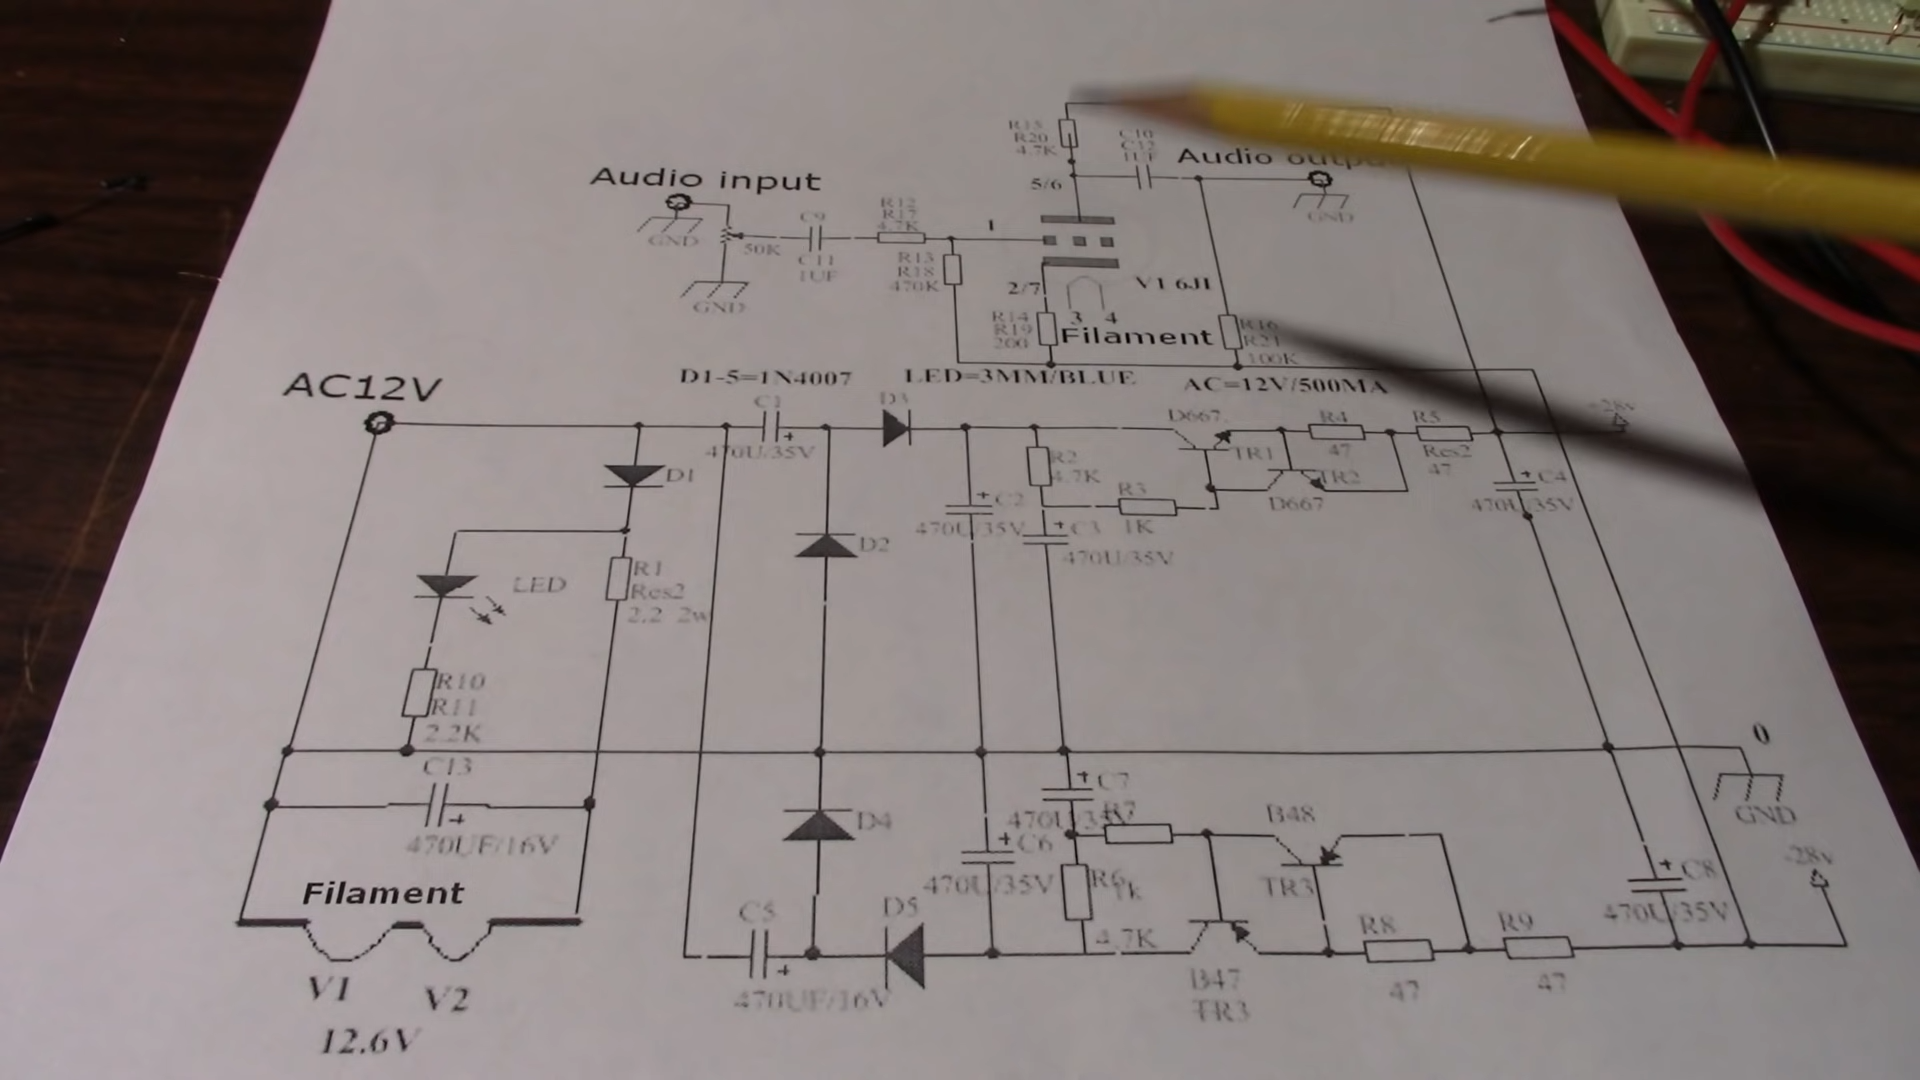 R15
R20
4.7K
C10
C12
1UF
Audio output
5/6
GND
Audio input
GND
50K
GND
C9
C11
1UF
R12
R17
4.7K
1
R13
R18
470K
2/7
V1 6J1
R14
R19
200
3 4
Filament
R16
R21
100K
D1-5=1N4007
LED=3MM/BLUE
AC=12V/500MA
AC12V
C1
470U/35V
D3
D667
TR1
R4
47
R5
Res2
47
+28v
D1
R2
4.7K
R3
1K
TR2
D667
C4
470U/35V
C2
470U/35V
C3
470U/35V
D2
LED
R1
Res2
2.2 2w
R10
R11
2.2K
0
GND
C13
470UF/16V
C7
470U/35V
R7
B48
TR3
D4
C6
470U/35V
R6
1k
4.7K
-28v
C8
470U/35V
Filament
C5
470UF/16V
D5
R8
47
R9
47
B47
TR3
V1
V2
12.6V